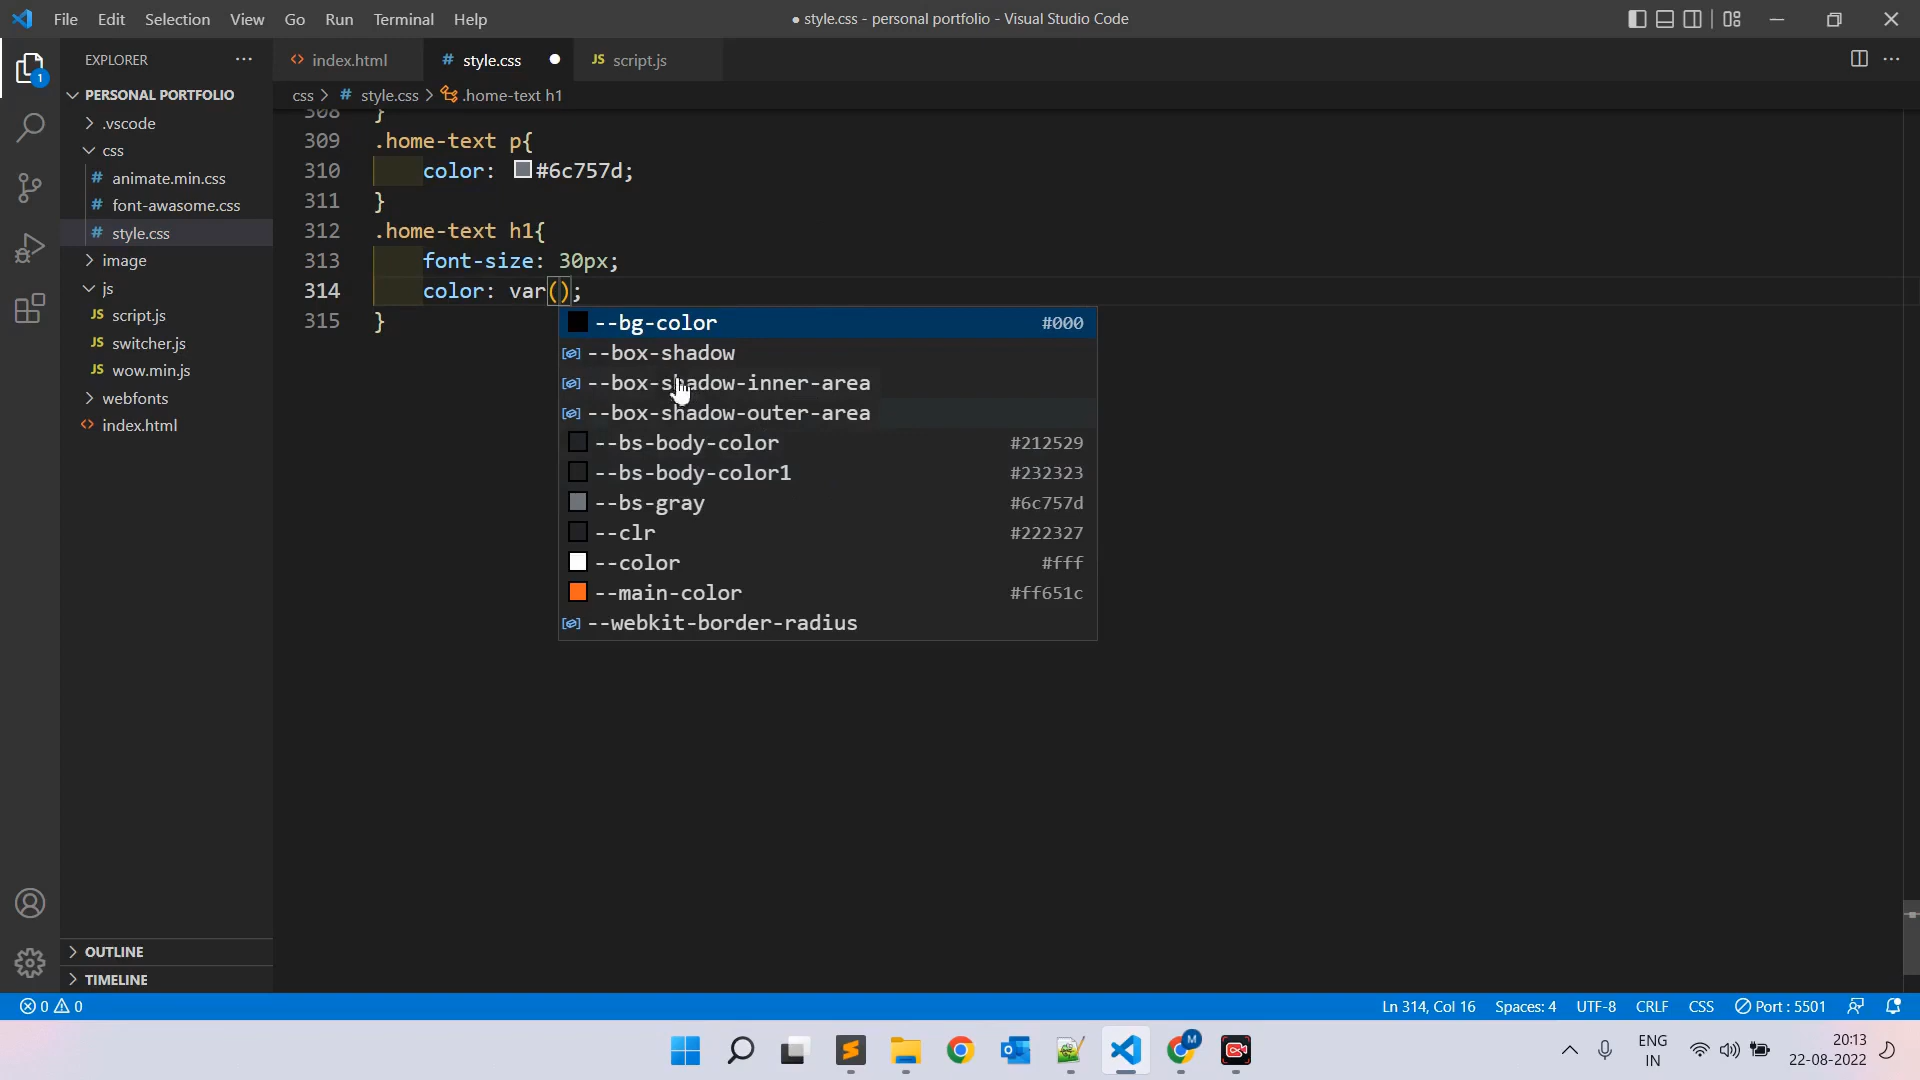 File Edit Selection View Go Run Terminal Help
● style.css - personal portfolio - Visual Studio Code
EXPLORER
index.html
# style.css
JS script.js
PERSONAL PORTFOLIO
css > # style.css > .home-text h1
.vscode
css
# animate.min.css
# font-awasome.css
# style.css
image
js
JS script.js
JS switcher.js
JS wow.min.js
webfonts
index.html
OUTLINE
TIMELINE
308 }
309 .home-text p{
310 color: #6c757d;
311 }
312 .home-text h1{
313 font-size: 30px;
314 color: var();
315 }
--bg-color #000
--box-shadow
--box-shadow-inner-area
--box-shadow-outer-area
--bs-body-color #212529
--bs-body-color1 #232323
--bs-gray #6c757d
--clr #222327
--color #fff
--main-color #ff651c
--webkit-border-radius
1
0 0
Ln 314, Col 16 Spaces: 4 UTF-8 CRLF CSS Port : 5501
M
ENG
IN
20:13
22-08-2022